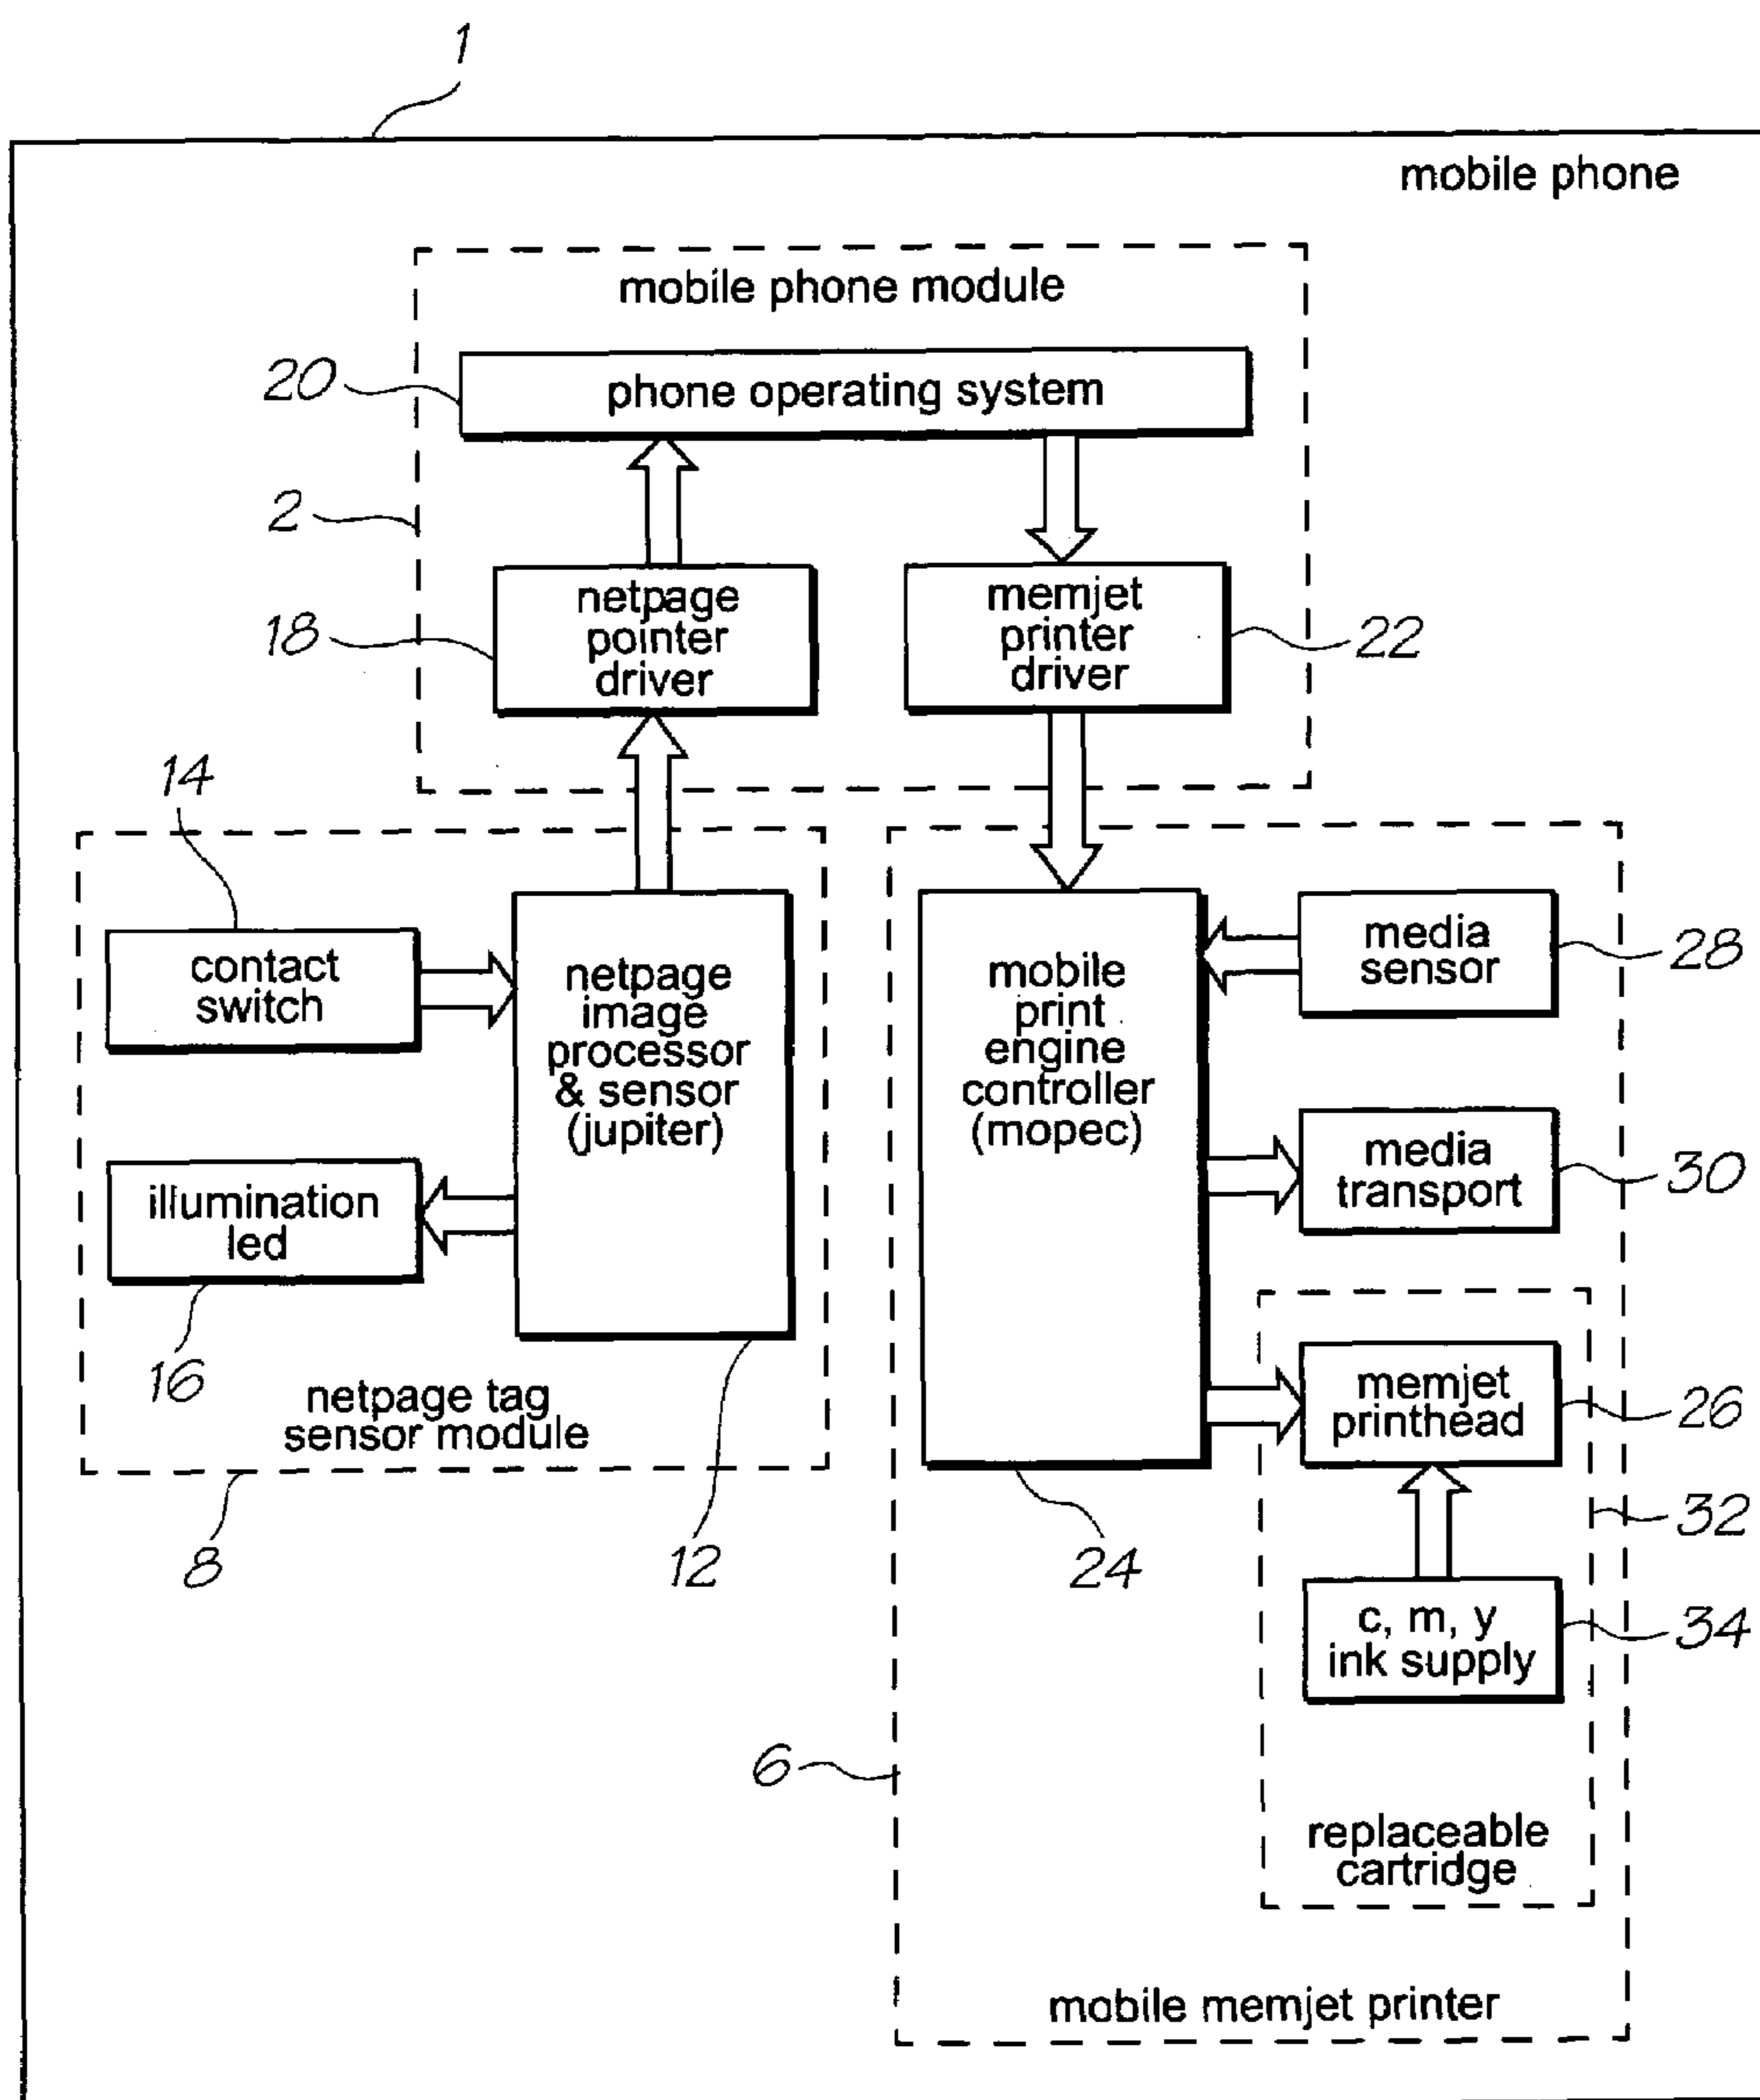 1
mobile phone
mobile phone module
20
phone operating system
2
18
netpage
pointer
driver
memjet
printer
driver
22
14
contact
switch
netpage
image
processor
& sensor
(jupiter)
illumination
led
16
netpage tag
sensor module
8
12
mobile
print
engine
controller
(mopec)
media
sensor
28
media
transport
30
memjet
printhead
26
32
24
c, m, y
ink supply
34
6
replaceable
cartridge
mobile memjet printer